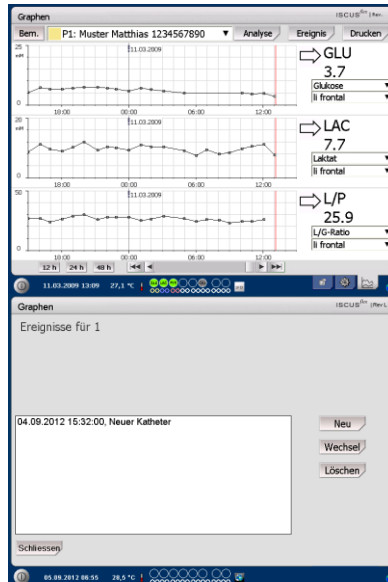 Graphen
ISCUS
Bem. P1: Muster Matthias 1234567890 Analyse Ereignis Drucken
25
11.03.2009
GLU
3.7
Glukose
li frontal
0
18:00 00:00 06:00 12:00
20
11.03.2009
LAC
7.7
Laktat
li frontal
0
18:00 00:00 06:00 12:00
50
11.03.2009
L/P
25.9
L/G-Ratio
li frontal
0
18:00 00:00 06:00 12:00
12 h 24 h 48 h
11.03.2009 13:09 27,1 °C
Graphen
ISCUS
Ereignisse für 1
04.09.2012 15:32:00, Neuer Katheter
Neu
Wechsel
Löschen
Schliessen
05.09.2012 06:55 28,5 °C